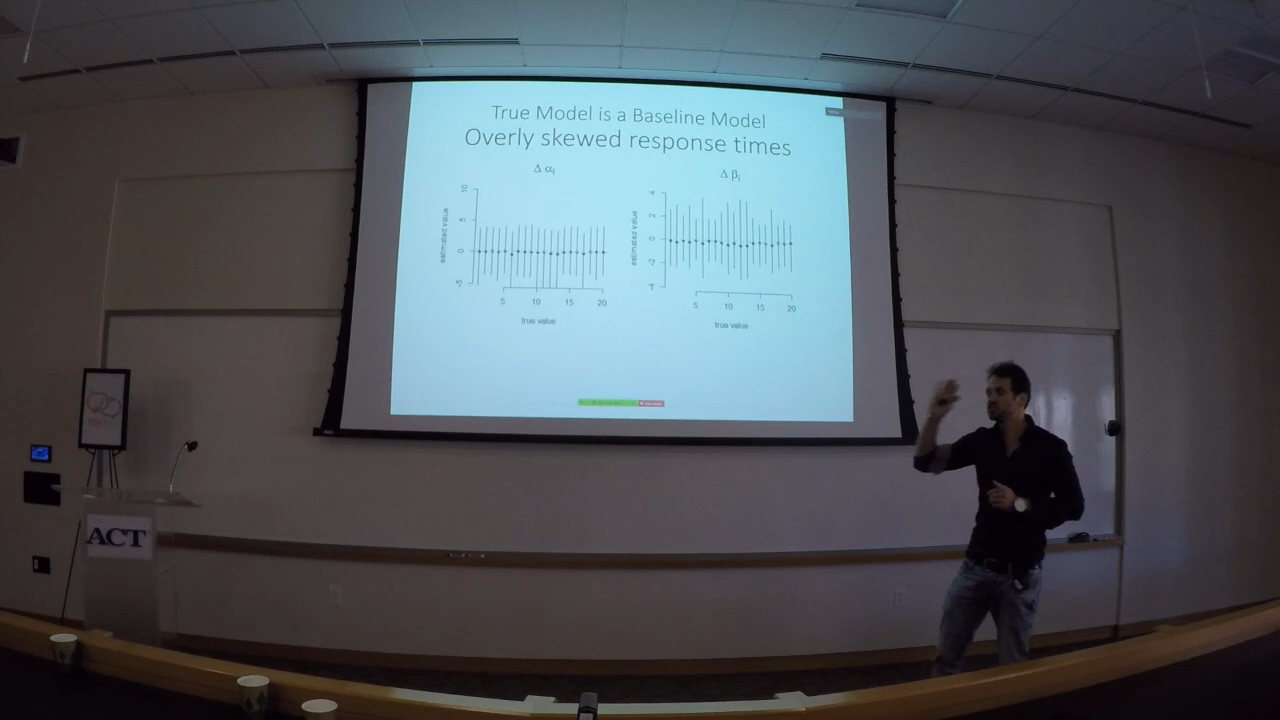 True Model is a Baseline Model
Overly skewed response times
Δ αᵢ
Δ βᵢ
estimated value
10
5
0
-5
5 10 15 20
true value
estimated value
4
2
0
-2
-4
5 10 15 20
true value
ACT